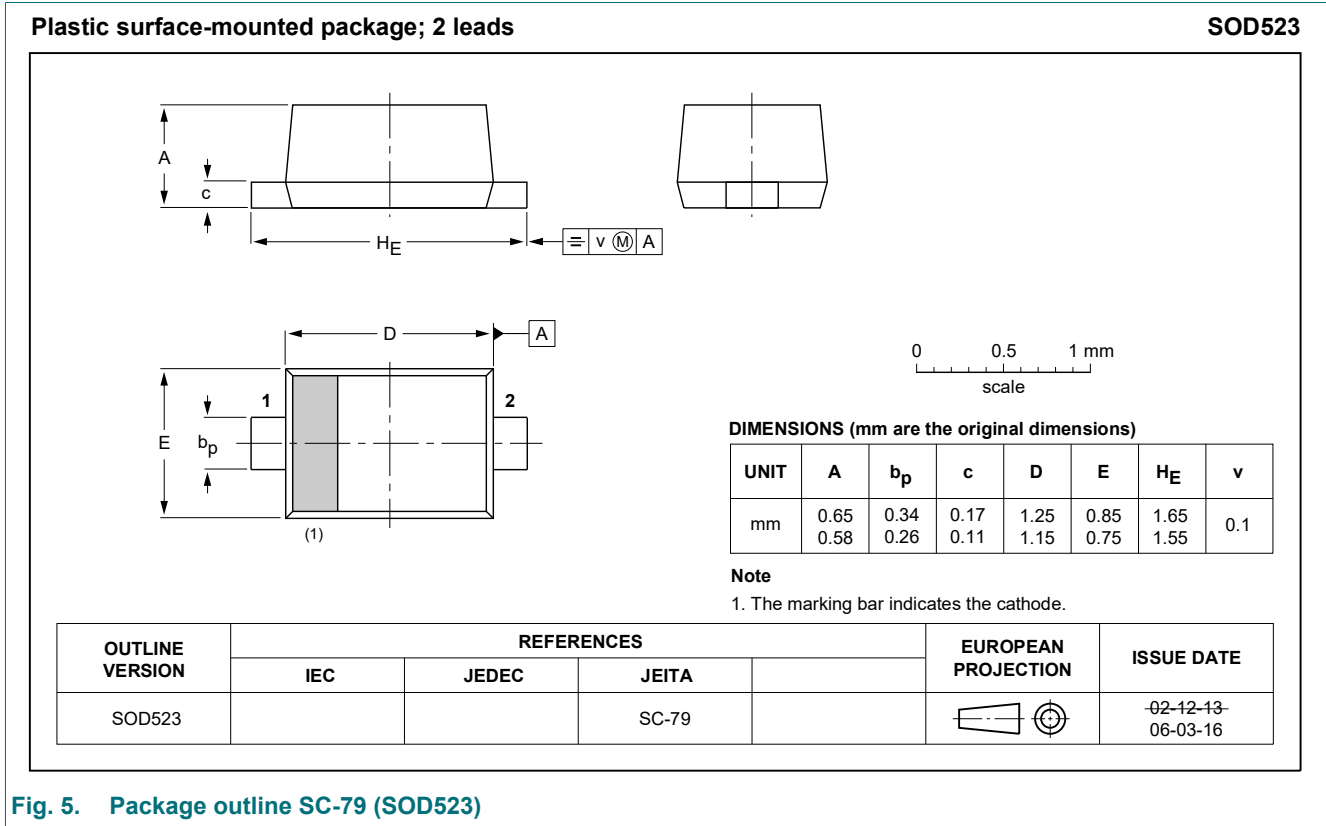 Plastic surface-mounted package; 2 leads SOD523
A
c
HE
v M A
D
A
1
2
E
bp
(1)
0 0.5 1 mm
scale
DIMENSIONS (mm are the original dimensions)
UNIT A bp c D E HE v
mm 0.65 0.34 0.17 1.25 0.85 1.65 0.1
0.58 0.26 0.11 1.15 0.75 1.55
Note
1. The marking bar indicates the cathode.
OUTLINE VERSION REFERENCES EUROPEAN PROJECTION ISSUE DATE
IEC JEDEC JEITA
SOD523 SC-79 02-12-13
06-03-16
Fig. 5. Package outline SC-79 (SOD523)